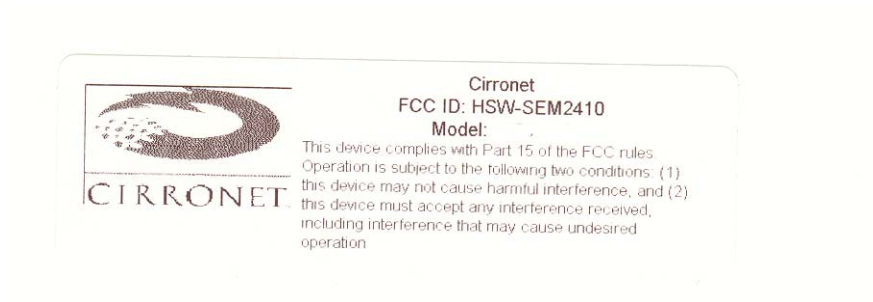 Cirronet
FCC ID: HSW-SEM2410
Model:
This device complies with Part 15 of the FCC rules
Operation is subject to the following two conditions: (1)
this device may not cause harmful interference, and (2)
this device must accept any interference received,
including interference that may cause undesired
operation
CIRRONET